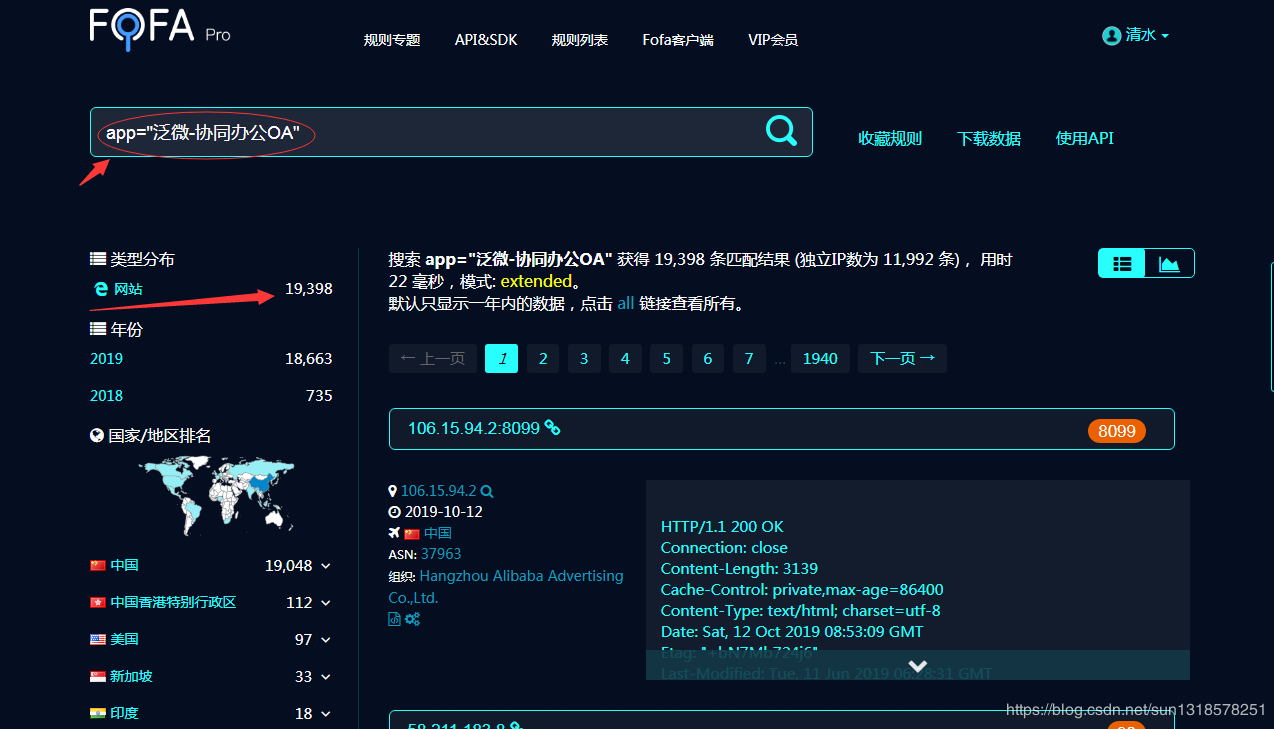 FOFA Pro
规则专题 API&SDK 规则列表 Fofa客户端 VIP会员
清水
app="泛微-协同办公OA"
收藏规则 下载数据 使用API
类型分布
网站 19,398
年份
2019 18,663
2018 735
国家/地区排名
中国 19,048
中国香港特别行政区 112
美国 97
新加坡 33
印度 18
搜索 app="泛微-协同办公OA" 获得 19,398 条匹配结果 (独立IP数为 11,992 条)， 用时
22 毫秒，模式: extended。
默认只显示一年内的数据，点击 all 链接查看所有。
← 上一页 1 2 3 4 5 6 7 ... 1940 下一页 →
106.15.94.2:8099 8099
106.15.94.2
2019-10-12
中国
ASN: 37963
组织: Hangzhou Alibaba Advertising
Co.,Ltd.
HTTP/1.1 200 OK
Connection: close
Content-Length: 3139
Cache-Control: private,max-age=86400
Content-Type: text/html; charset=utf-8
Date: Sat, 12 Oct 2019 08:53:09 GMT
Etag:
Last-Modified: Tue, 11 Jun 2019 06:28:31 GMT
https://blog.csdn.net/sun1318578251